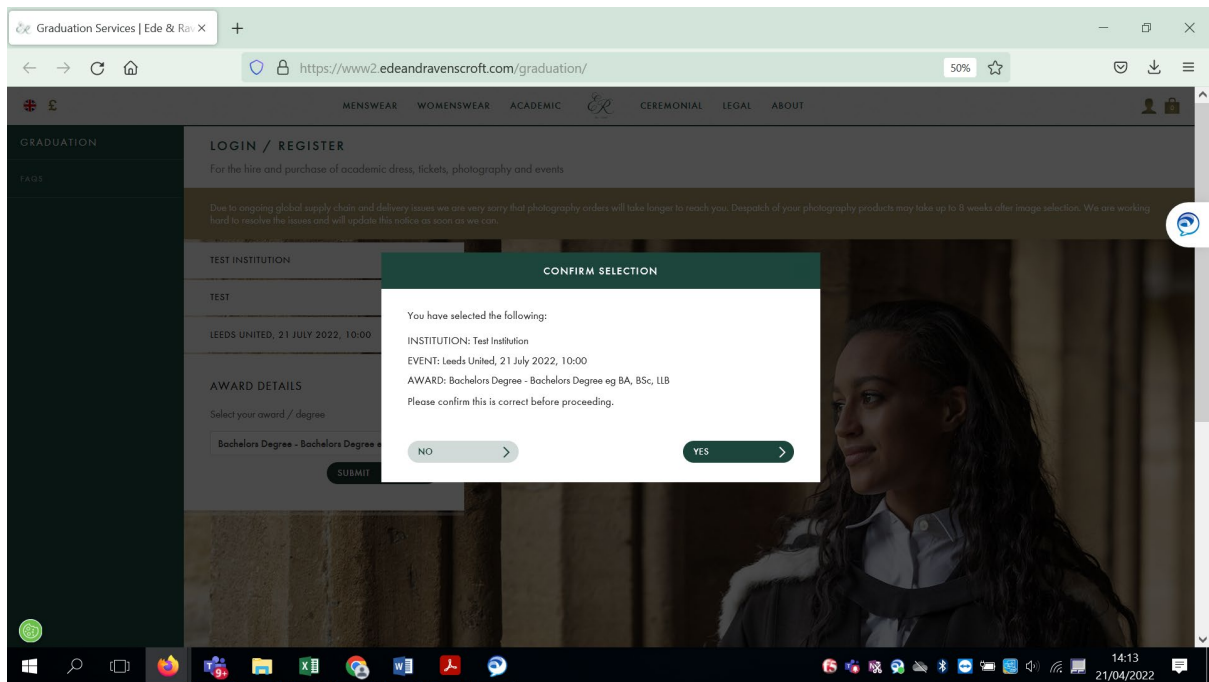 Graduation Services | Ede & Rav
https://www2.edeandravenscroft.com/graduation/
50%
£
MENSWEAR WOMENSWEAR ACADEMIC ER CEREMONIAL LEGAL ABOUT
GRADUATION
FAQS
LOGIN / REGISTER
For the hire and purchase of academic dress, tickets, photography and events
Due to ongoing global supply chain and delivery issues we are very sorry that photography orders will take longer to reach you. Despatch of your photography products may take up to 8 weeks after image selection. We are working
hard to resolve the issues and will update this notice as soon as we can.
TEST INSTITUTION
TEST
LEEDS UNITED, 21 JULY 2022, 10:00
AWARD DETAILS
Select your award / degree
Bachelors Degree - Bachelors Degree e
SUBMIT
CONFIRM SELECTION
You have selected the following:
INSTITUTION: Test Institution
EVENT: Leeds United, 21 July 2022, 10:00
AWARD: Bachelors Degree - Bachelors Degree eg BA, BSc, LLB
Please confirm this is correct before proceeding.
NO
YES
9+
14:13
21/04/2022